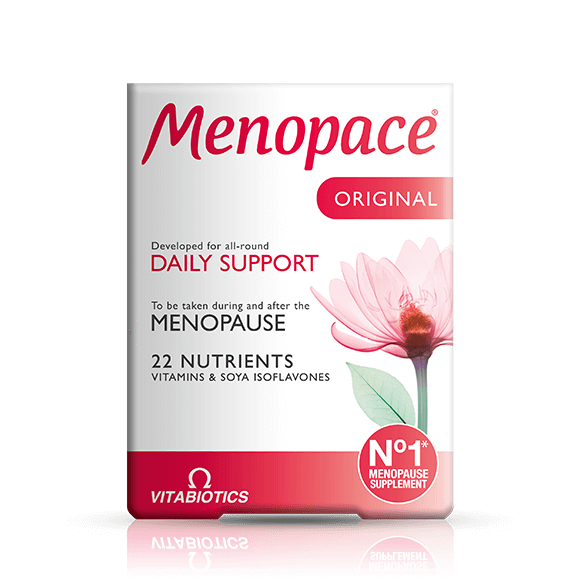 Menopace®
ORIGINAL
Developed for all-round
DAILY SUPPORT
To be taken during and after the
MENOPAUSE
22 NUTRIENTS
VITAMINS & SOYA ISOFLAVONES
Nº1*
MENOPAUSE
SUPPLEMENT
VITABIOTICS